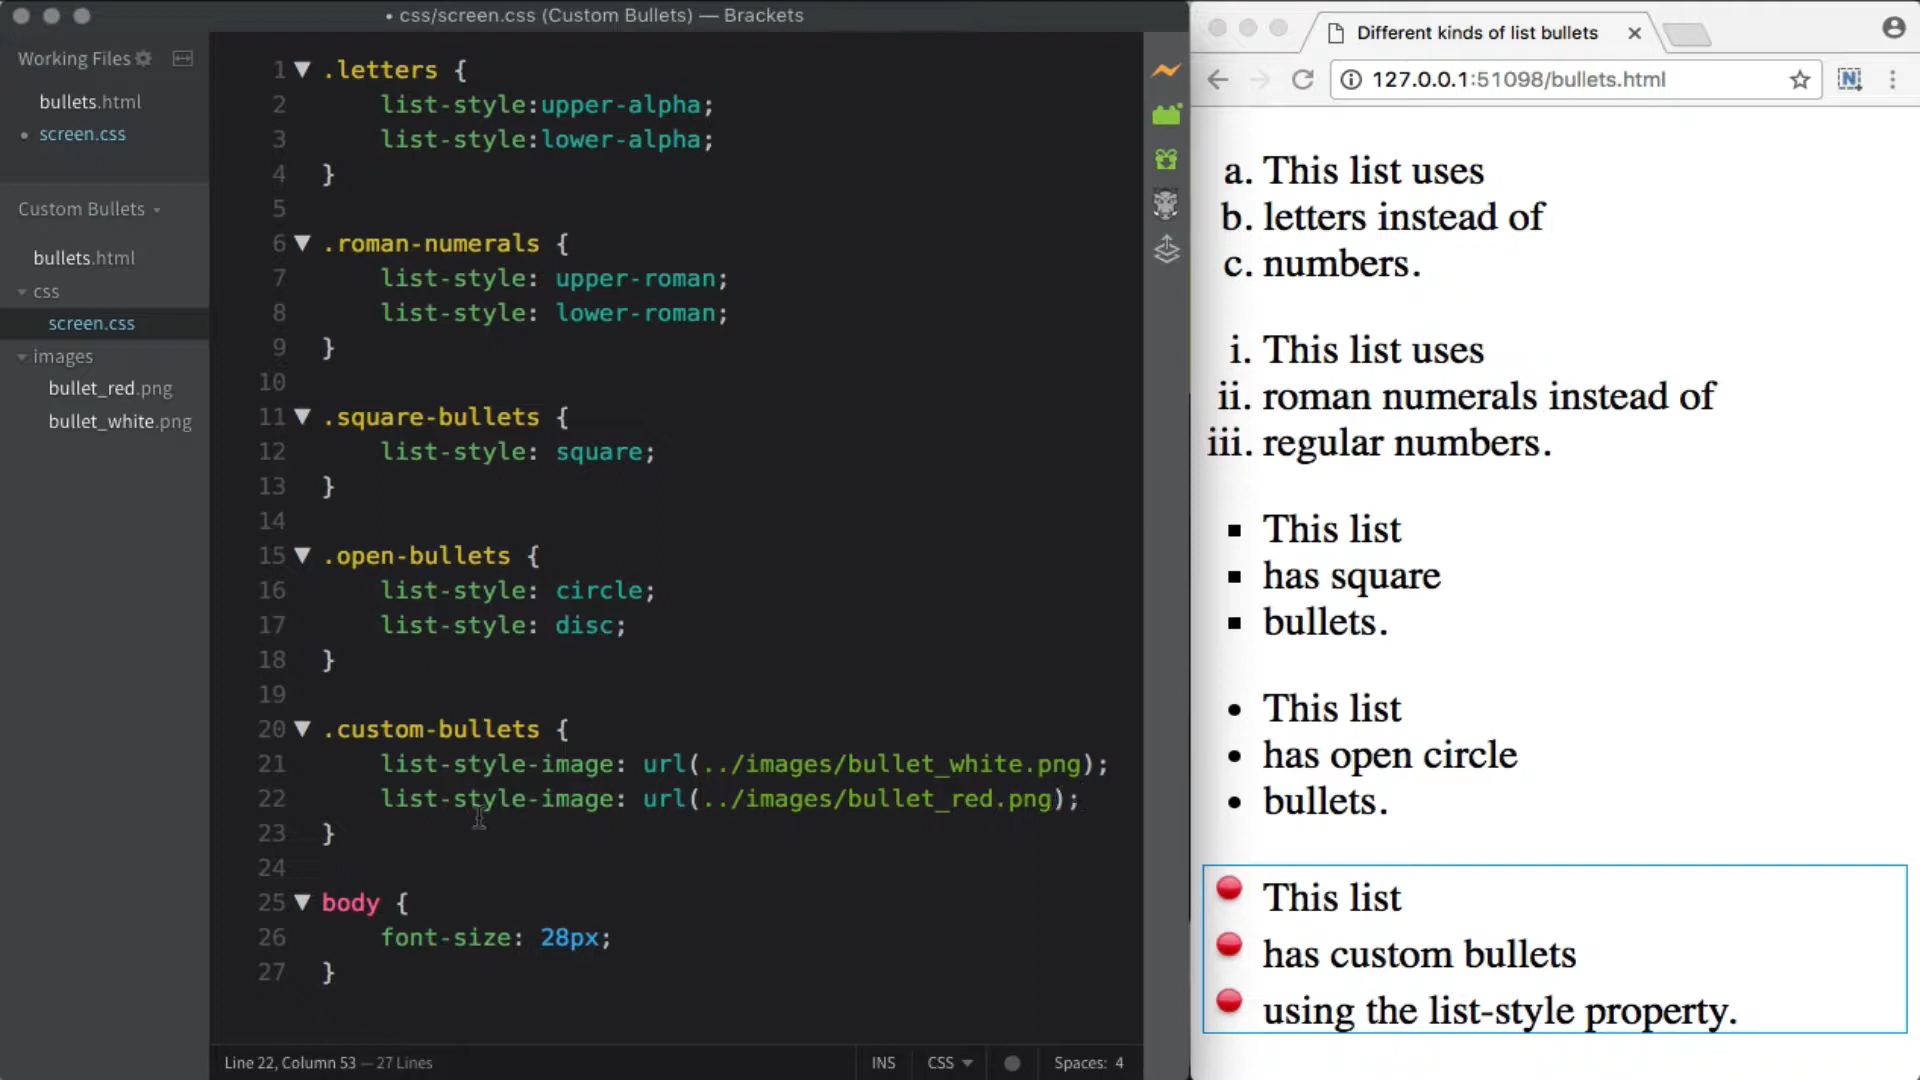 • css/screen.css (Custom Bullets) — Brackets
Working Files
bullets.html
• screen.css
Custom Bullets
bullets.html
css
screen.css
images
bullet_red.png
bullet_white.png
1 .letters {
2 list-style:upper-alpha;
3 list-style:lower-alpha;
4 }
5
6 .roman-numerals {
7 list-style: upper-roman;
8 list-style: lower-roman;
9 }
10
11 .square-bullets {
12 list-style: square;
13 }
14
15 .open-bullets {
16 list-style: circle;
17 list-style: disc;
18 }
19
20 .custom-bullets {
21 list-style-image: url(../images/bullet_white.png);
22 list-style-image: url(../images/bullet_red.png);
23 }
24
25 body {
26 font-size: 28px;
27 }
Line 22, Column 53 — 27 Lines
INS CSS Spaces: 4
Different kinds of list bullets
127.0.0.1:51098/bullets.html
N
a. This list uses
b. letters instead of
c. numbers.
i. This list uses
ii. roman numerals instead of
iii. regular numbers.
▪ This list
▪ has square
▪ bullets.
• This list
• has open circle
• bullets.
This list
has custom bullets
using the list-style property.